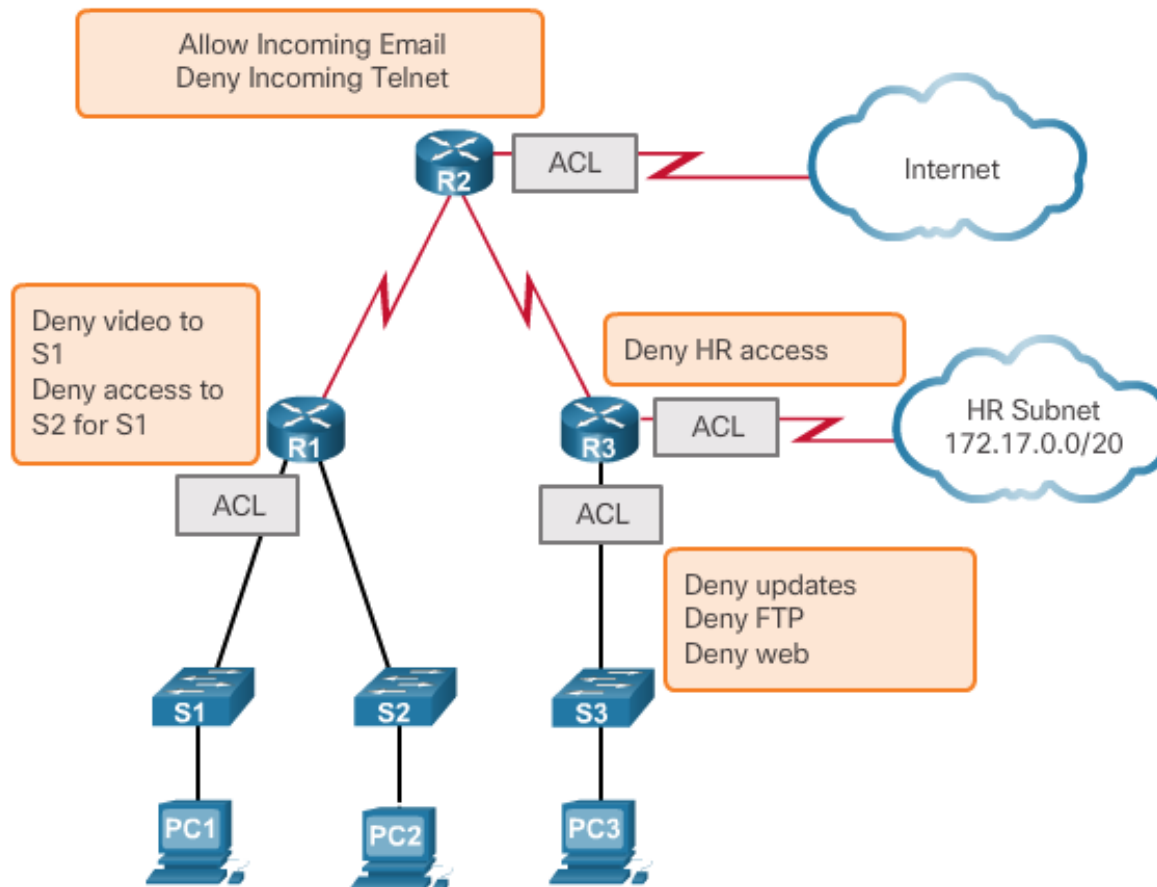 Allow Incoming Email
Deny Incoming Telnet
R2
ACL
Internet
Deny video to
S1
Deny access to
S2 for S1
Deny HR access
R1
R3
ACL
HR Subnet
172.17.0.0/20
ACL
ACL
Deny updates
Deny FTP
Deny web
S1
S2
S3
PC1
PC2
PC3